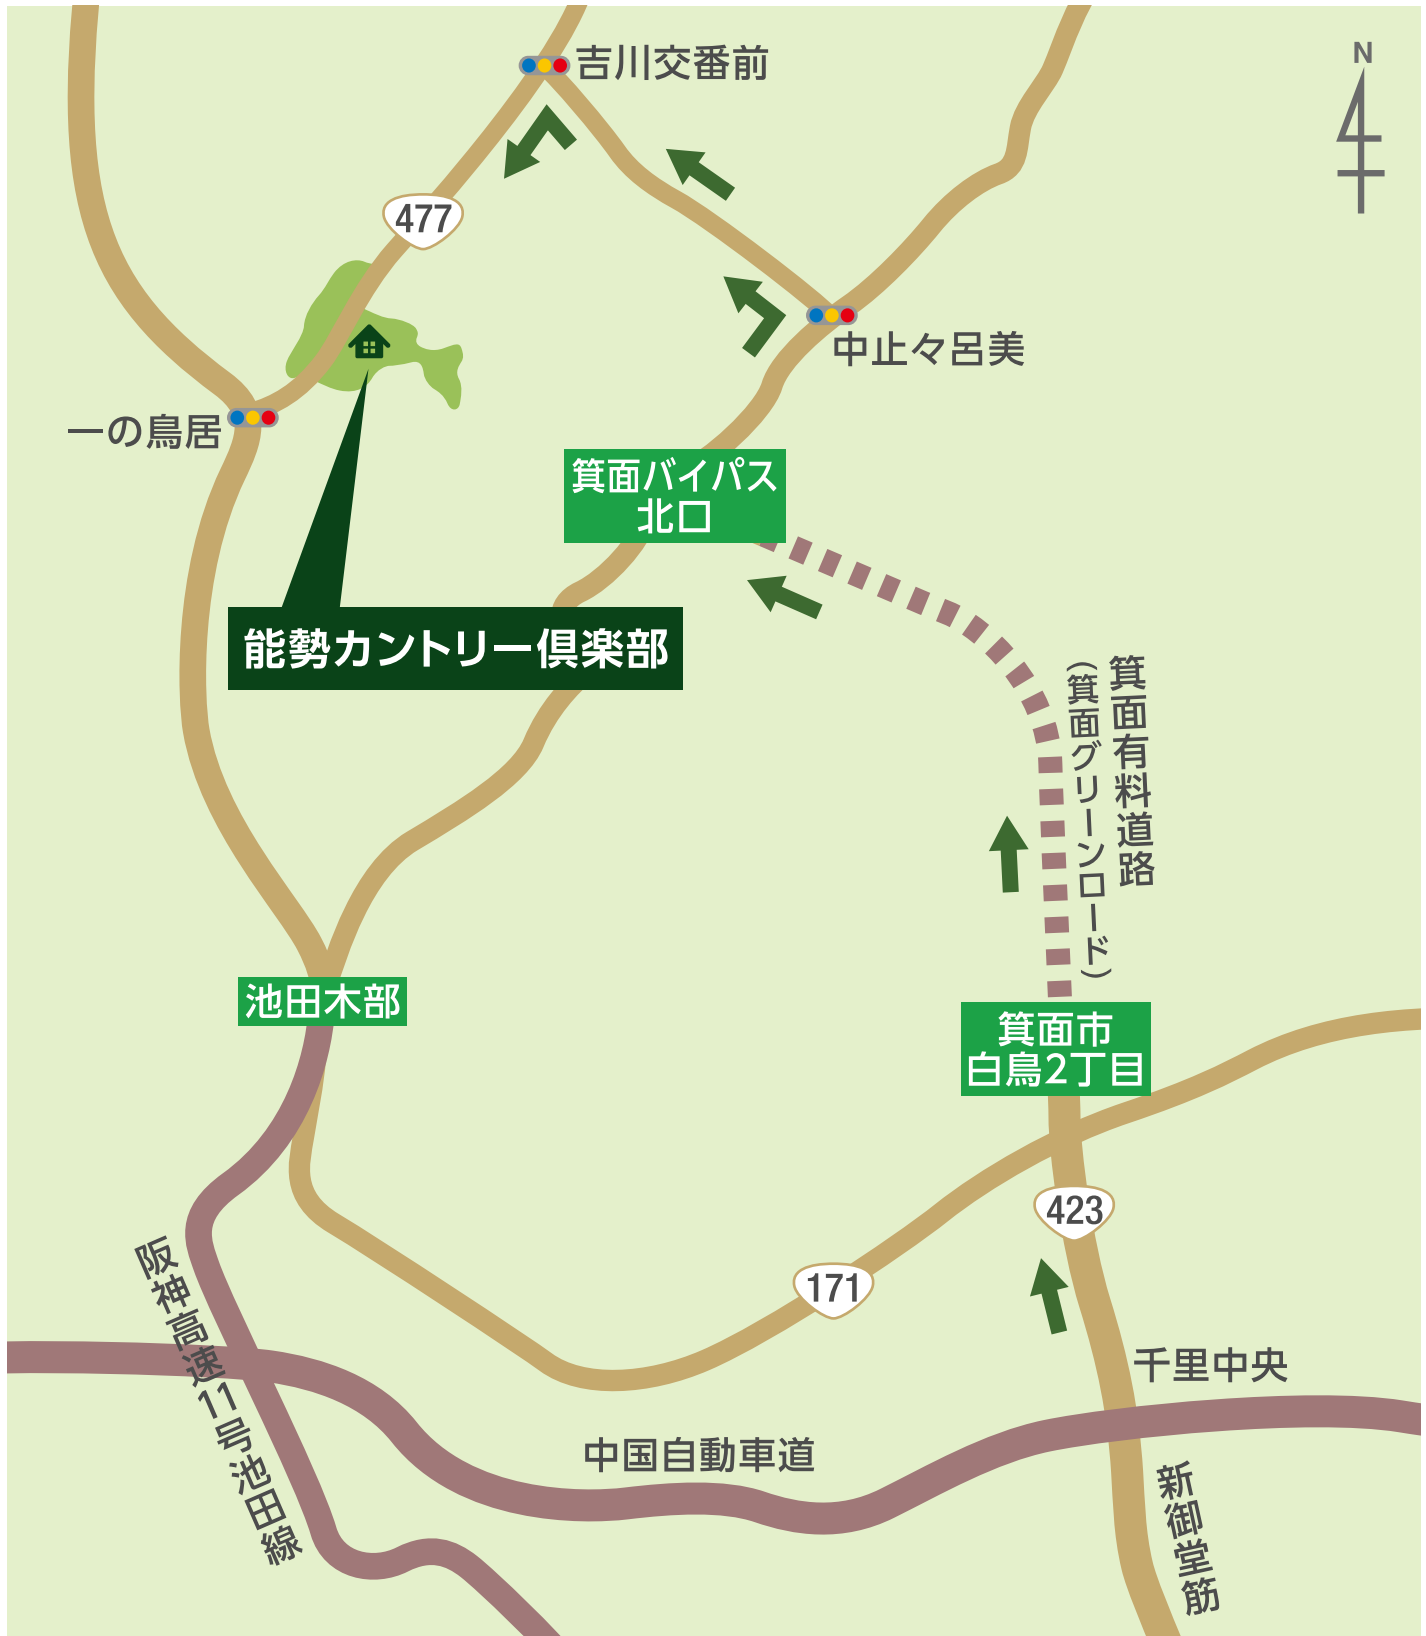 吉川交番前
N
477
中止々呂美
一の鳥居
箕面バイパス
北口
能勢カントリー倶楽部
箕面有料道路
(箕面グリーンロード)
池田木部
箕面市
白島2丁目
423
阪神高速11号池田線
171
千里中央
中国自動車道
新御堂筋